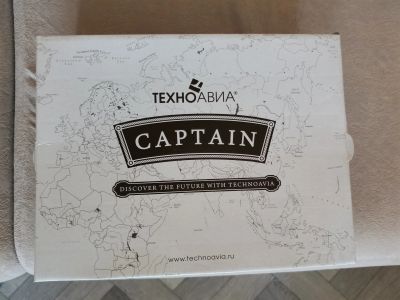 ТЕХНОАВИА®
CAPTAIN
DISCOVER THE FUTURE WITH TECHNOAVIA
www.technoavia.ru